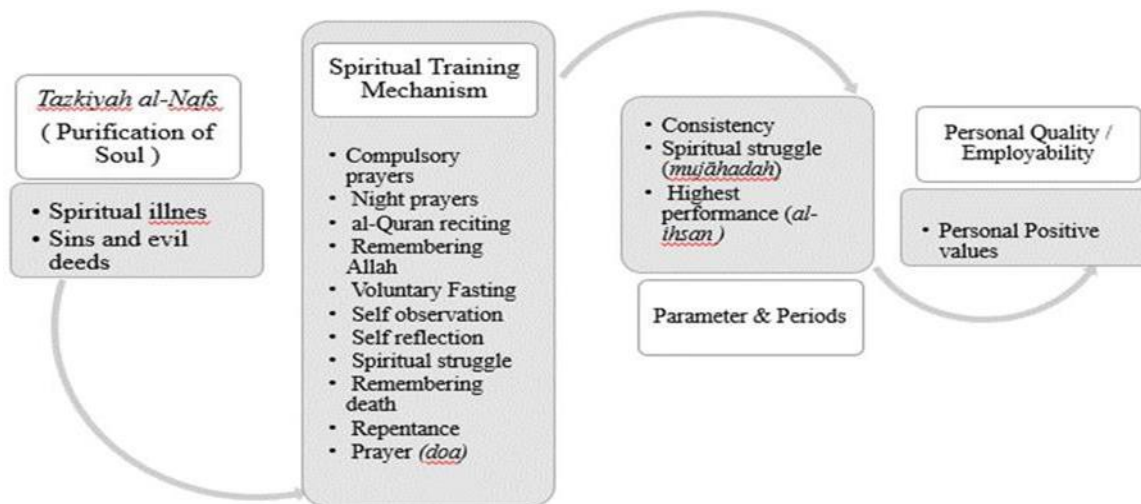 Tazkiyah al-Nafs
( Purification of
Soul )
• Spiritual illnes
• Sins and evil
deeds
Spiritual Training
Mechanism
• Compulsory
prayers
• Night prayers
• al-Quran reciting
• Remembering
Allah
• Voluntary Fasting
• Self observation
• Self reflection
• Spiritual struggle
• Remembering
death
• Repentance
• Prayer (doa)
• Consistency
• Spiritual struggle
(mujāhadah)
• Highest
performance (al-
ihsan )
Parameter & Periods
Personal Quality /
Employability
• Personal Positive
values